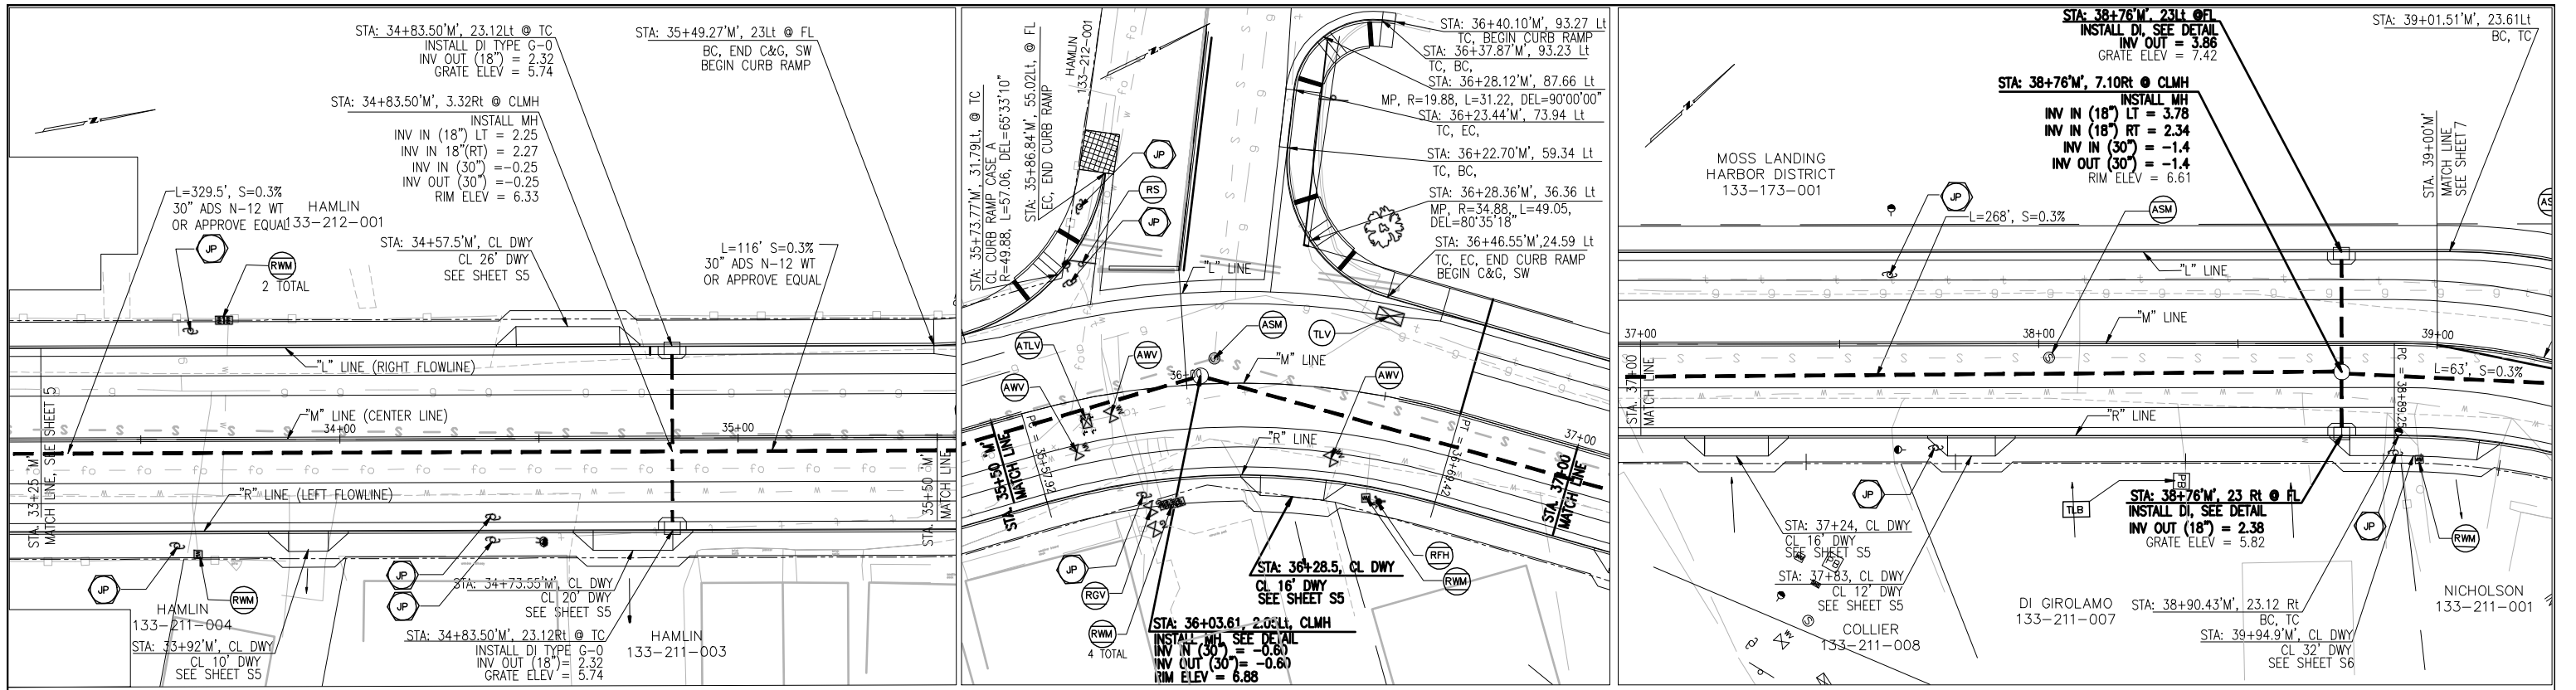 STA: 34+83.50'M', 23.12Lt @ TC
INSTALL DI TYPE G-0
INV OUT (18") = 2.32
GRATE ELEV = 5.74
STA: 35+49.27'M', 23Lt @ FL
BC, END C&G, SW
BEGIN CURB RAMP
STA: 34+83.50'M', 3.32Rt @ CLMH
INSTALL MH
INV IN (18") LT = 2.25
INV IN 18"(RT) = 2.27
INV IN (30") =-0.25
INV OUT (30") =-0.25
RIM ELEV = 6.33
N
L=329.5', S=0.3%
30" ADS N-12 WT
OR APPROVE EQUAL
HAMLIN
133-212-001
JP
RWM
2 TOTAL
STA: 34+57.5'M', CL DWY
CL 26' DWY
SEE SHEET S5
L=116' S=0.3%
30" ADS N-12 WT
OR APPROVE EQUAL
"L" LINE (RIGHT FLOWLINE)
"M" LINE (CENTER LINE)
34+00
35+00
"R" LINE (LEFT FLOWLINE)
STA. 33+25 'M'
MATCH LINE, SEE SHEET 5
STA. 35+50 'M'
MATCH LINE
JP
RWM
JP
JP
HAMLIN
133-211-004
STA: 33+92'M', CL DWY
CL 10' DWY
SEE SHEET S5
STA: 34+73.55'M', CL DWY
CL 20' DWY
SEE SHEET S5
STA: 34+83.50'M', 23.12Rt @ TC
INSTALL DI TYPE G-0
INV OUT (18")= 2.32
GRATE ELEV = 5.74
HAMLIN
133-211-003
STA: 35+73.77'M', 31.79Lt, @ TC
CL CURB RAMP CASE A
R=49.88, L=57.06, DEL=65°33'10"
STA: 35+86.84'M', 55.02Lt, @ FL
EC, END CURB RAMP
HAMLIN
133-212-001
N
JP
RS
JP
STA: 36+40.10'M', 93.27 Lt
TC, BEGIN CURB RAMP
STA: 36+37.87'M', 93.23 Lt
TC, BC,
STA: 36+28.12'M', 87.66 Lt
MP, R=19.88, L=31.22, DEL=90°00'00"
STA: 36+23.44'M', 73.94 Lt
TC, EC,
STA: 36+22.70'M', 59.34 Lt
TC, BC,
STA: 36+28.36'M', 36.36 Lt
MP, R=34.88, L=49.05,
DEL=80°35'18"
STA: 36+46.55'M',24.59 Lt
TC, EC, END CURB RAMP
BEGIN C&G, SW
"L" LINE
ASM
TLV
ATLV
AWV
AWV
AWV
36+00
"M" LINE
"R" LINE
STA. 35+50 'M'
MATCH LINE
PC = 35+57.92
PT = 36+69.42
37+00
STA. 37+00
MATCH LINE
JP
RGV
RWM
4 TOTAL
RFH
RWM
STA: 36+28.5, CL DWY
CL 16' DWY
SEE SHEET S5
STA: 36+03.61, 2.05Lt, CLMH
INSTALL MH, SEE DETAIL
INV IN (30") = -0.60
INV OUT (30")= -0.60
RIM ELEV = 6.88
STA: 38+76'M', 23Lt @FL
INSTALL DI, SEE DETAIL
INV OUT = 3.86
GRATE ELEV = 7.42
STA: 39+01.51'M', 23.61Lt
BC, TC
STA: 38+76'M', 7.10Rt @ CLMH
INSTALL MH
INV IN (18") LT = 3.78
INV IN (18") RT = 2.34
INV IN (30") = -1.4
INV OUT (30") = -1.4
RIM ELEV = 6.61
N
MOSS LANDING
HARBOR DISTRICT
133-173-001
STA. 39+00'M'
MATCH LINE
SEE SHEET 7
JP
L=268', S=0.3%
ASM
"L" LINE
"M" LINE
37+00
38+00
39+00
STA. 37+00
MATCH LINE
PC = 38+89.25
L=63', S=0.3%
"R" LINE
JP
TLB
PB
STA: 38+76'M', 23 Rt @ FL
INSTALL DI, SEE DETAIL
INV OUT (18") = 2.38
GRATE ELEV = 5.82
JP
RWM
STA: 37+24, CL DWY
CL 16' DWY
SEE SHEET S5
PB
STA: 37+83, CL DWY
CL 12' DWY
SEE SHEET S5
COLLIER
133-211-008
DI GIROLAMO
133-211-007
STA: 38+90.43'M', 23.12 Rt
BC, TC
STA: 39+94.9'M', CL DWY
CL 32' DWY
SEE SHEET S6
NICHOLSON
133-211-001